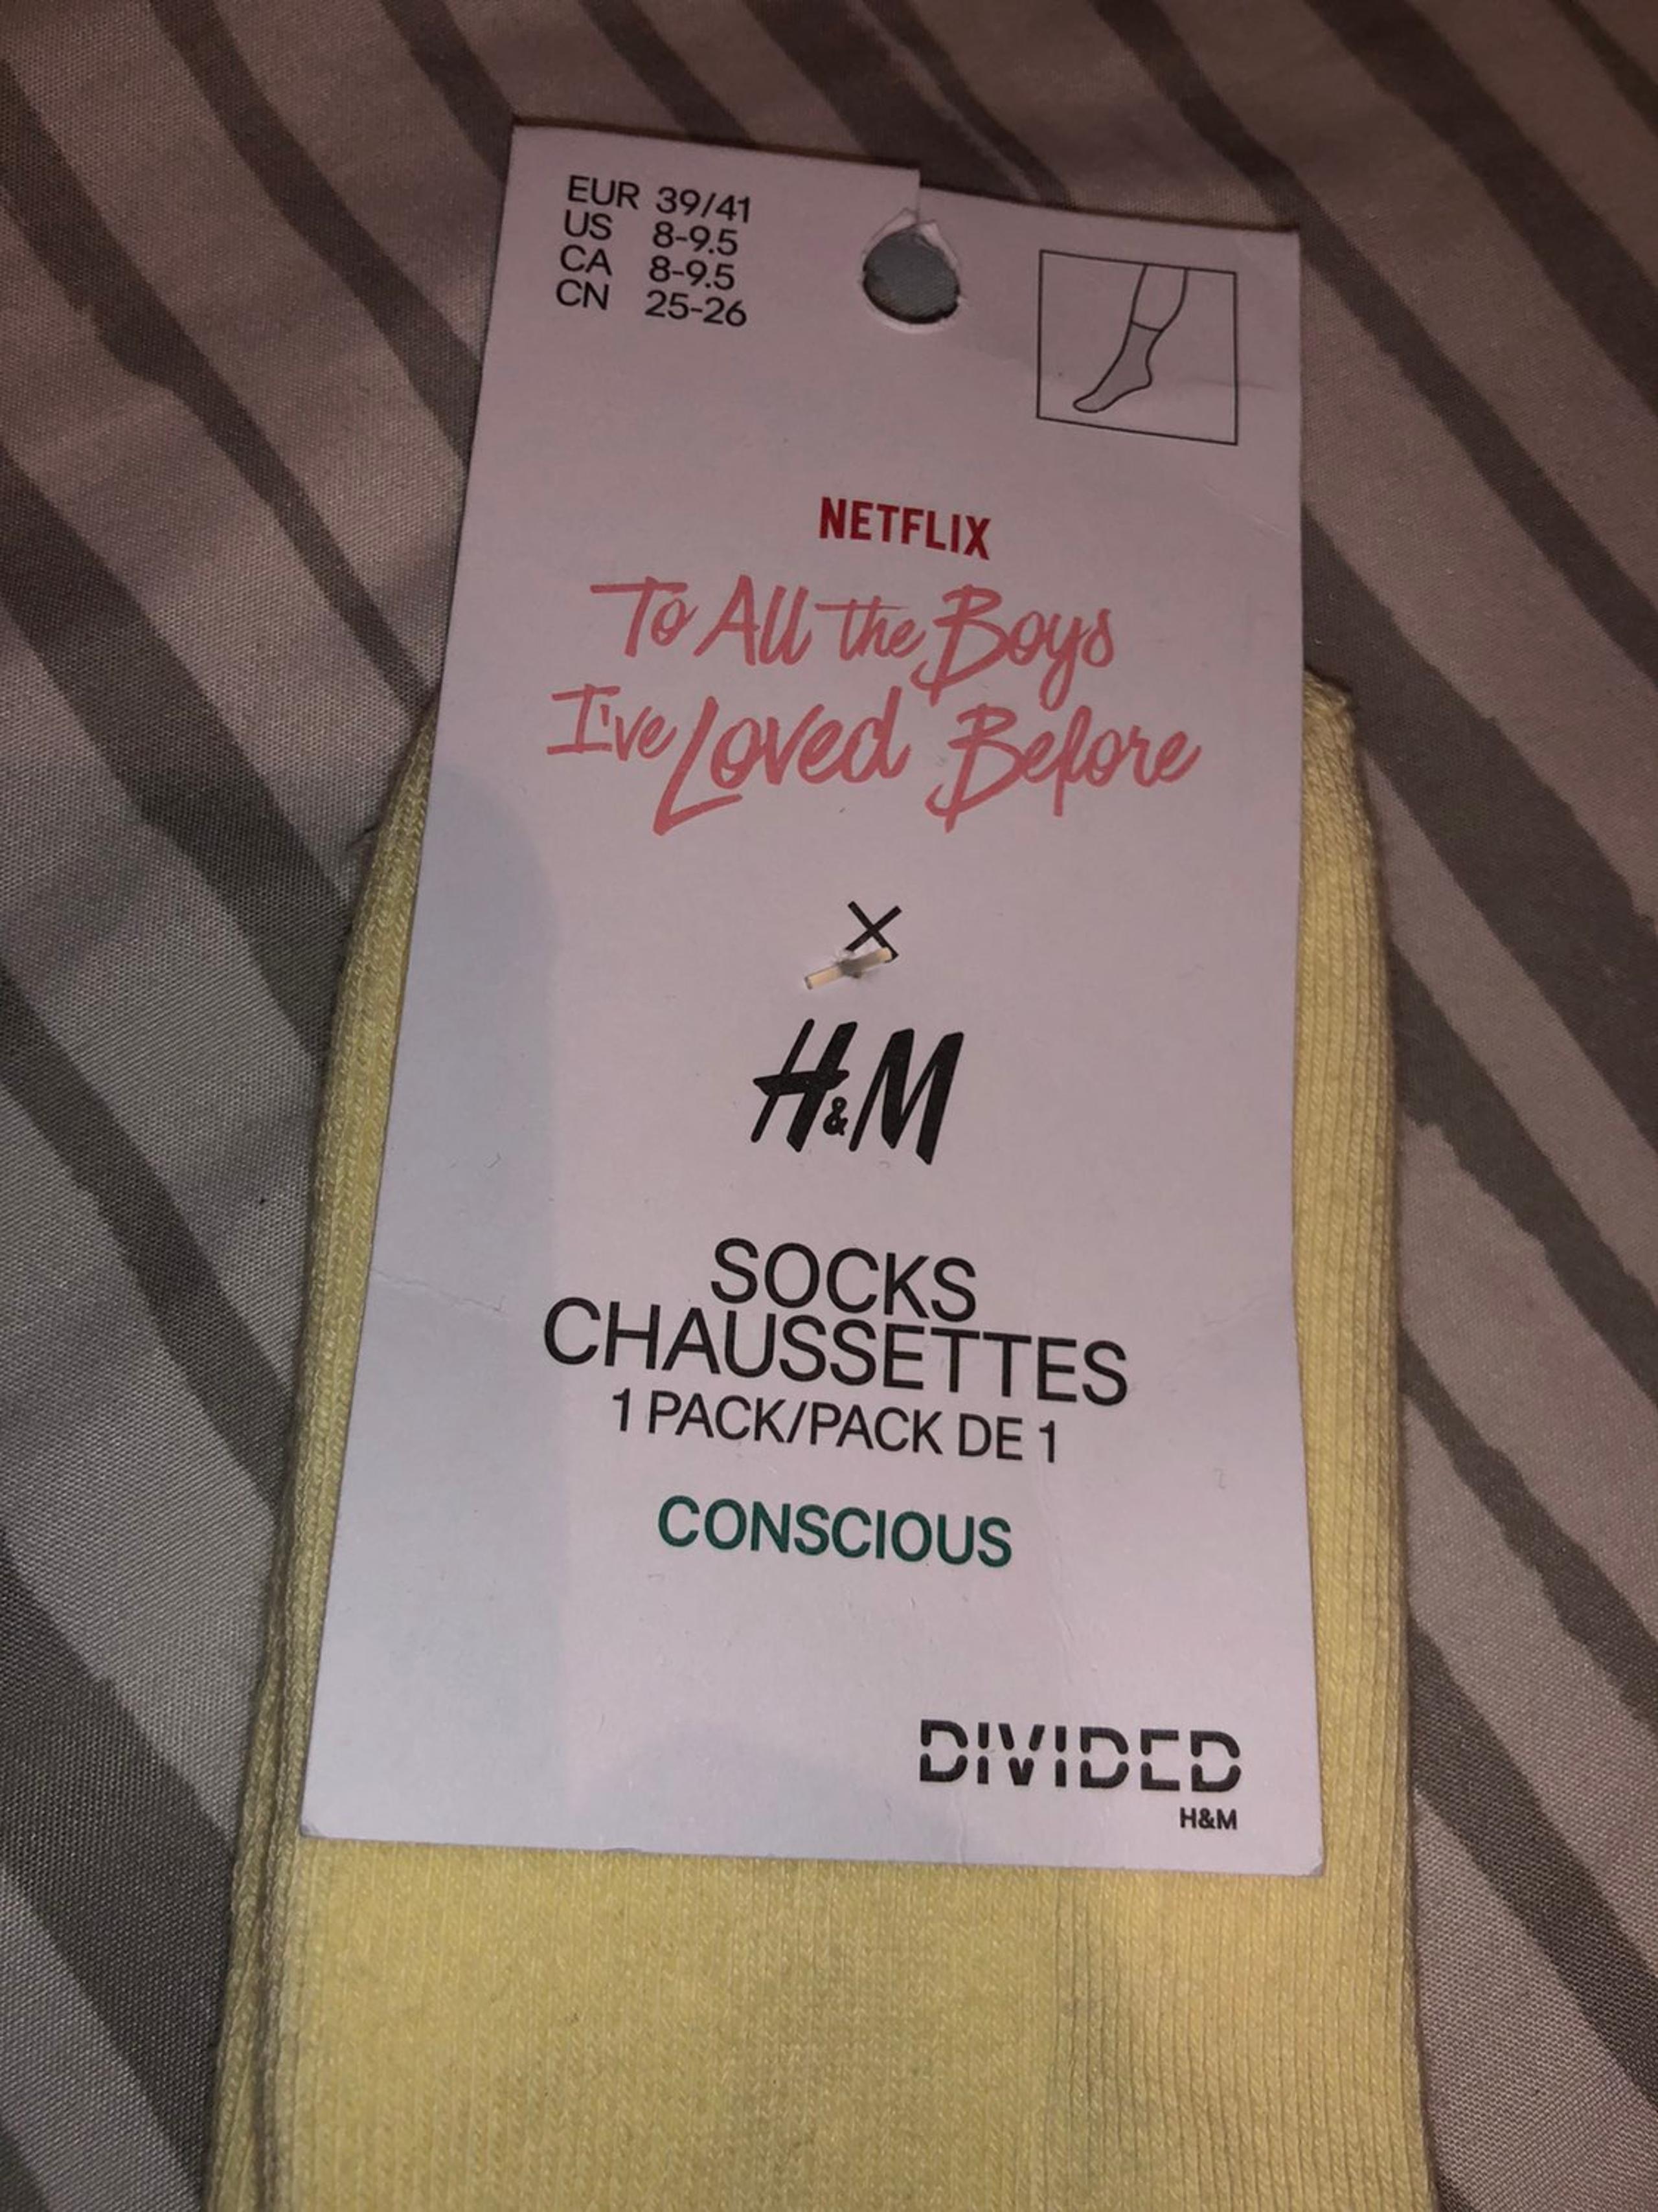 EUR 39/41
US 8-9.5
CA 8-9.5
CN 25-26
NETFLIX
To All the Boys
I've Loved Before
X
H&M
SOCKS
CHAUSSETTES
1 PACK/PACK DE 1
CONSCIOUS
DIVIDED
H&M